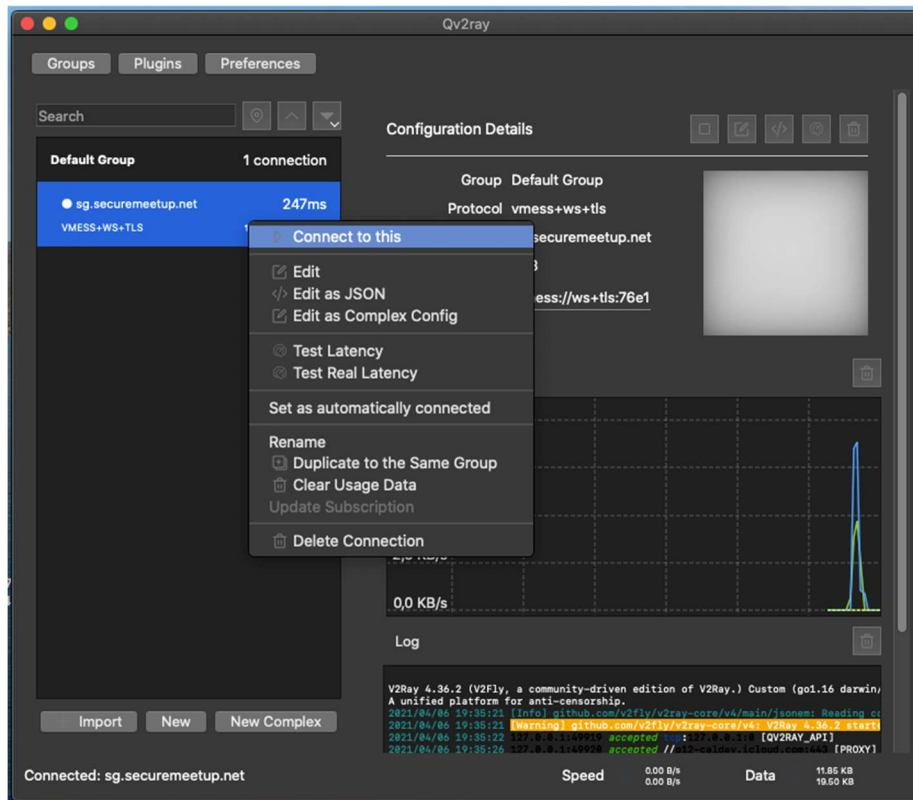 Qv2ray
Groups Plugins Preferences
Search
Default Group 1 connection
sg.securemeetup.net 247ms
VMESS+WS+TLS
Connect to this
Edit
Edit as JSON
Edit as Complex Config
Test Latency
Test Real Latency
Set as automatically connected
Rename
Duplicate to the Same Group
Clear Usage Data
Update Subscription
Delete Connection
Import New New Complex
Configuration Details
Group Default Group
Protocol vmess+ws+tls
securemeetup.net
ess://ws+tls:76e1
0,0 KB/s
Log
V2Ray 4.36.2 (V2Fly, a community-driven edition of V2Ray.) Custom (go1.16 darwin/
A unified platform for anti-censorship.
2021/04/06 19:35:21 [Info] github.com/v2fly/v2ray-core/v4/main/jsonem: Reading co
2021/04/06 19:35:21 [Warning] github.com/v2fly/v2ray-core/v4: V2Ray 4.36.2 starte
2021/04/06 19:35:22 127.0.0.1:49919 accepted tcp:127.0.0.1:0 [QV2RAY_API]
2021/04/06 19:35:26 127.0.0.1:49920 accepted //p12-calday.icloud.com:443 [PROXY]
Connected: sg.securemeetup.net Speed 0.00 B/s 0.00 B/s Data 11.85 KB 19.50 KB